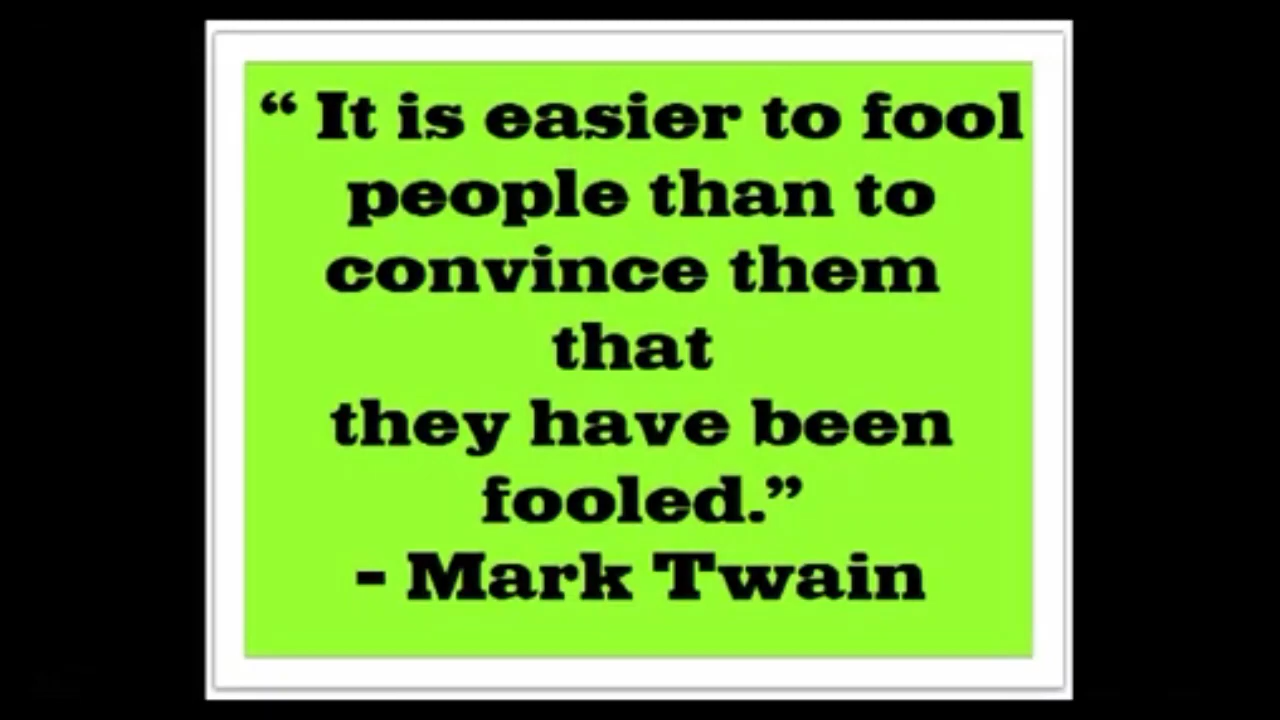 “ It is easier to fool
people than to
convince them
that
they have been
fooled.”
- Mark Twain